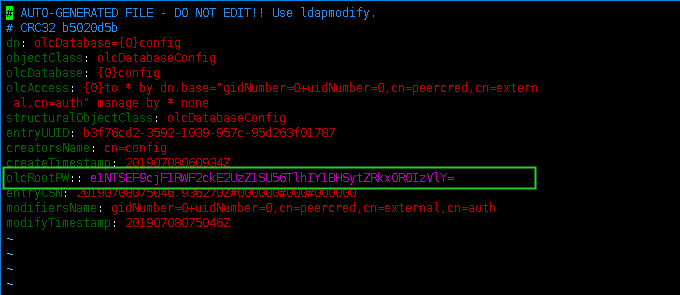 # AUTO-GENERATED FILE - DO NOT EDIT!! Use ldapmodify.
# CRC32 b5020d5b
dn: olcDatabase={0}config
objectClass: olcDatabaseConfig
olcDatabase: {0}config
olcAccess: {0}to * by dn.base="gidNumber=0+uidNumber=0,cn=peercred,cn=extern
 al,cn=auth" manage by * none
structuralObjectClass: olcDatabaseConfig
entryUUID: b3f76cd2-3592-1039-957c-95d263f01787
creatorsName: cn=config
createTimestamp: 20190708060934Z
olcRootPW:: e1NTSEF9cjFlRWF2ckE2UzZlSU56TlhIYl8HSytZRkxOR0IzVlY=
entryCSN: 20190708075046.936270Z#000000#000#000000
modifiersName: gidNumber=0+uidNumber=0,cn=peercred,cn=external,cn=auth
modifyTimestamp: 20190708075046Z
~
~
~
~